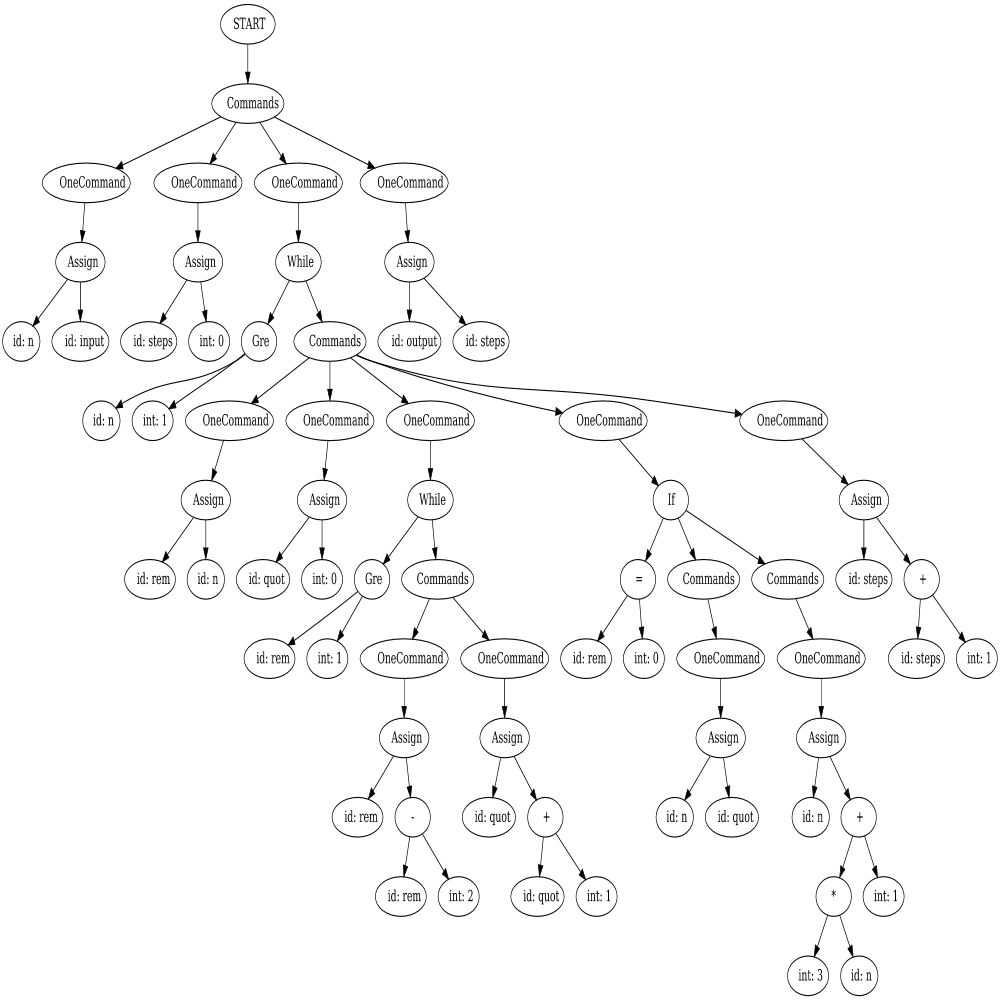 START
Commands
OneCommand OneCommand OneCommand OneCommand
Assign Assign While Assign
id: n id: input id: steps int: 0 Gre Commands id: output id: steps
id: n int: 1 OneCommand OneCommand OneCommand OneCommand OneCommand
Assign Assign While If Assign
id: rem id: n id: quot int: 0 Gre Commands = Commands Commands id: steps +
id: rem int: 1 OneCommand OneCommand id: rem int: 0 OneCommand OneCommand id: steps int: 1
Assign Assign Assign Assign
id: rem - id: quot + id: n id: quot id: n +
id: rem int: 2 id: quot int: 1 * int: 1
int: 3 id: n